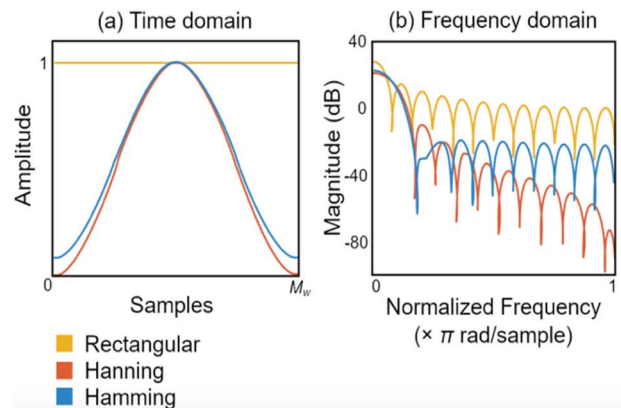 (a) Time domain
(b) Frequency domain
Amplitude
1
0
M_w
Samples
Magnitude (dB)
40
0
-40
-80
0
1
Normalized Frequency
(× π rad/sample)
Rectangular
Hanning
Hamming